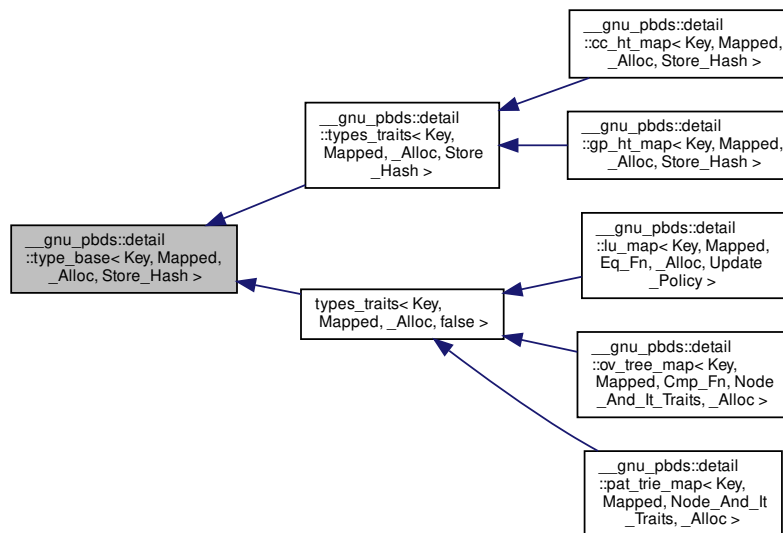 __gnu_pbds::detail
::type_base< Key, Mapped,
_Alloc, Store_Hash >
__gnu_pbds::detail
::types_traits< Key,
Mapped, _Alloc, Store
_Hash >
types_traits< Key,
Mapped, _Alloc, false >
__gnu_pbds::detail
::cc_ht_map< Key, Mapped,
_Alloc, Store_Hash >
__gnu_pbds::detail
::gp_ht_map< Key, Mapped,
_Alloc, Store_Hash >
__gnu_pbds::detail
::lu_map< Key, Mapped,
Eq_Fn, _Alloc, Update
_Policy >
__gnu_pbds::detail
::ov_tree_map< Key,
Mapped, Cmp_Fn, Node
_And_It_Traits, _Alloc >
__gnu_pbds::detail
::pat_trie_map< Key,
Mapped, Node_And_It
_Traits, _Alloc >